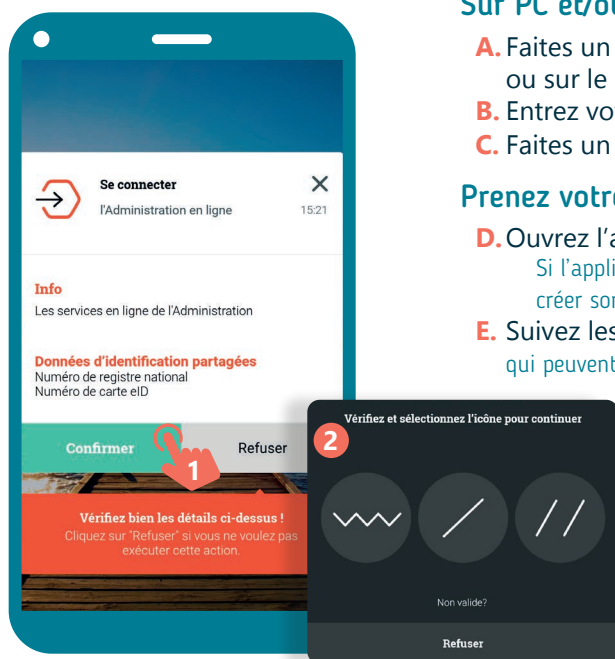 Sur PC et/ou
A. Faites un
ou sur le
B. Entrez vo
C. Faites un
Prenez votre
D. Ouvrez l'a
Si l'appli
créer so
E. Suivez les
qui peuvent
Se connecter
l'Administration en ligne
15:21
Info
Les services en ligne de l'Administration
Données d'identification partagées
Numéro de registre national
Numéro de carte eID
Confirmer
Refuser
1
Vérifiez bien les détails ci-dessus !
Cliquez sur "Refuser" si vous ne voulez pas
exécuter cette action.
Vérifiez et sélectionnez l'icône pour continuer
2
Non valide?
Refuser